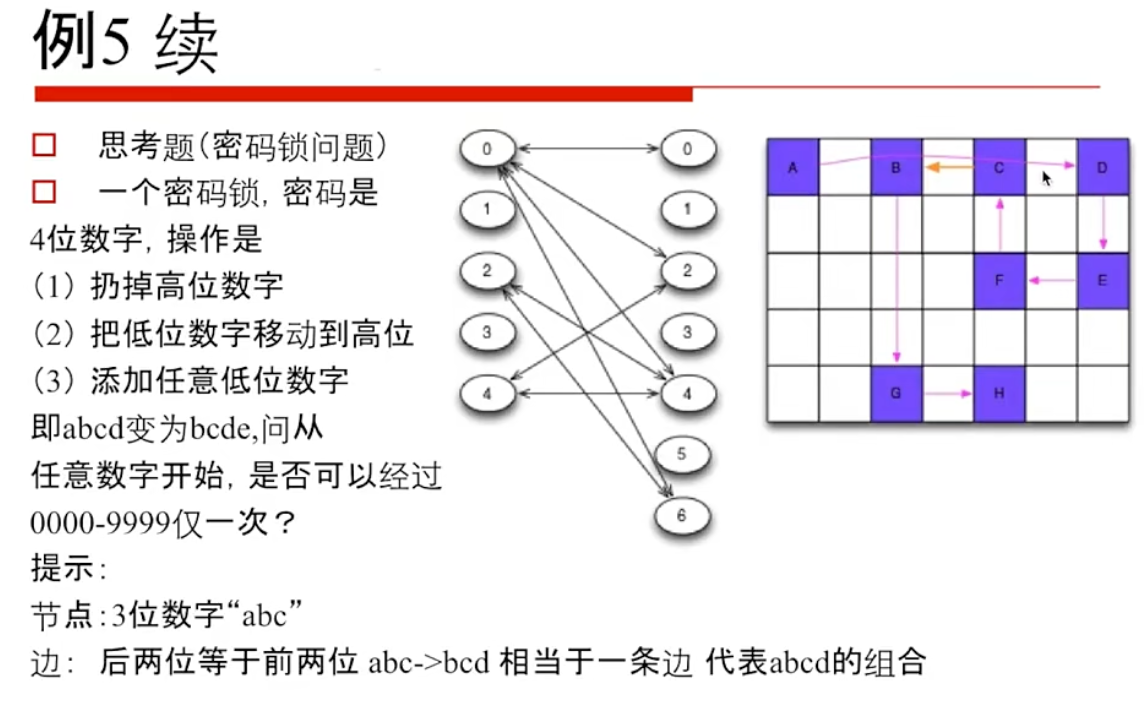 例5 续
思考题(密码锁问题)
一个密码锁, 密码是
4位数字, 操作是
(1) 扔掉高位数字
(2) 把低位数字移动到高位
(3) 添加任意低位数字
即abcd变为bcde,问从
任意数字开始, 是否可以经过
0000-9999仅一次?
提示:
节点:3位数字“abc”
边: 后两位等于前两位 abc->bcd 相当于一条边 代表abcd的组合
0 0
1 1
2 2
3 3
4 4
5
6
A B C D
F E
G H